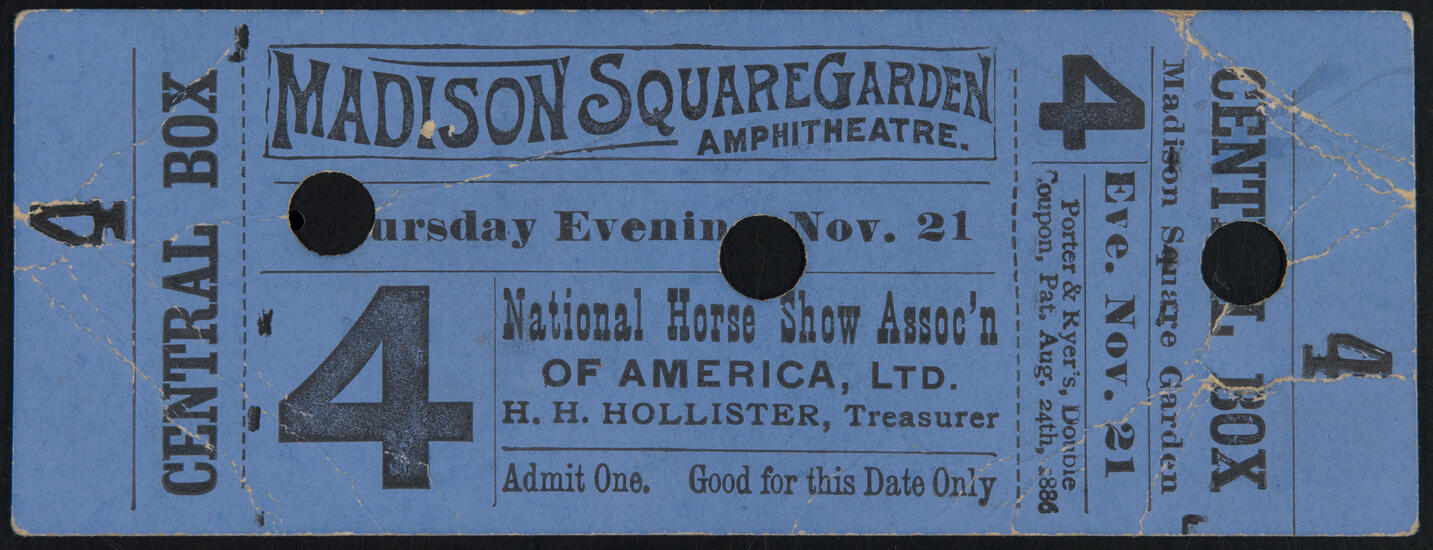 4
CENTRAL BOX
MADISON SQUARE GARDEN
AMPHITHEATRE.
ursday Evenin Nov. 21
4
National Horse Show Assoc'n
OF AMERICA, LTD.
H. H. HOLLISTER, Treasurer
Admit One. Good for this Date Only
4
Eve. Nov. 21
Porter & Ryer's, Double
Coupon, Pat. Aug. 24th, 1886
Madison Square Garden
CENT L BOX
4